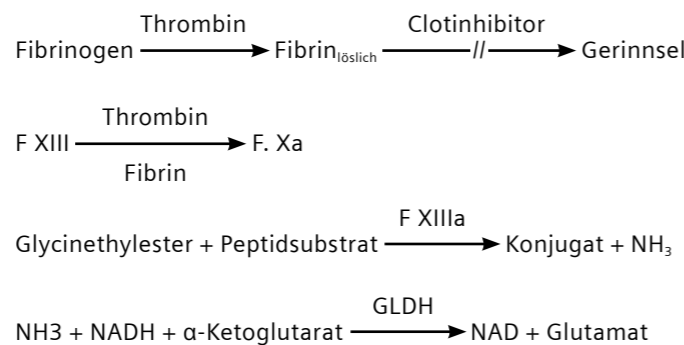 Thrombin Clotinhibitor
Fibrinogen Fibrinlöslich // Gerinnsel
Thrombin
F XIII F. Xa
Fibrin
F XIIIa
Glycinethylester + Peptidsubstrat Konjugat + NH₃
GLDH
NH3 + NADH + α-Ketoglutarat NAD + Glutamat